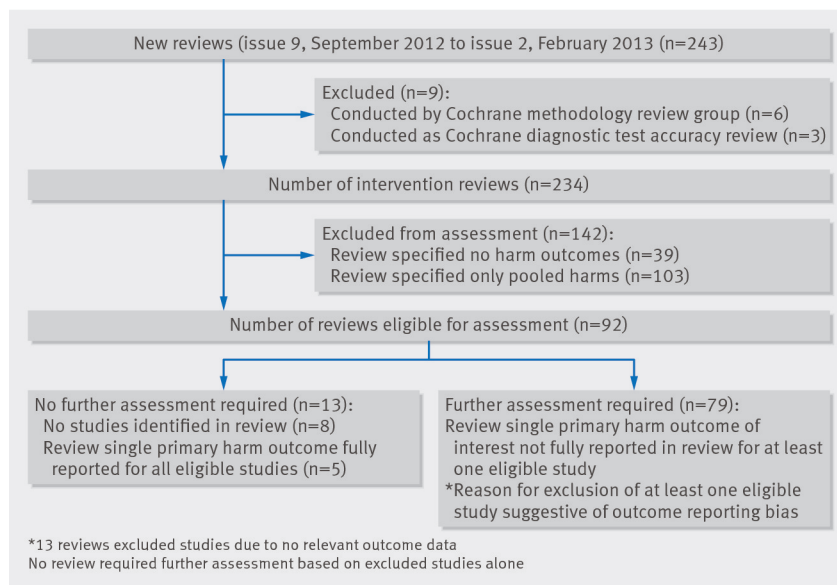 New reviews (issue 9, September 2012 to issue 2, February 2013 (n=243)
Excluded (n=9):
Conducted by Cochrane methodology review group (n=6)
Conducted as Cochrane diagnostic test accuracy review (n=3)
Number of intervention reviews (n=234)
Excluded from assessment (n=142):
Review specified no harm outcomes (n=39)
Review specified only pooled harms (n=103)
Number of reviews eligible for assessment (n=92)
No further assessment required (n=13):
No studies identified in review (n=8)
Review single primary harm outcome fully
reported for all eligible studies (n=5)
Further assessment required (n=79):
Review single primary harm outcome of
interest not fully reported in review for at least
one eligible study
*Reason for exclusion of at least one eligible
study suggestive of outcome reporting bias
*13 reviews excluded studies due to no relevant outcome data
No review required further assessment based on excluded studies alone